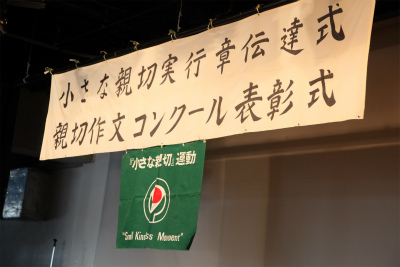 小さな親切実行章伝達式
親切作文コンクール表彰式
『小さな親切』運動
"Small Kindness Movement"